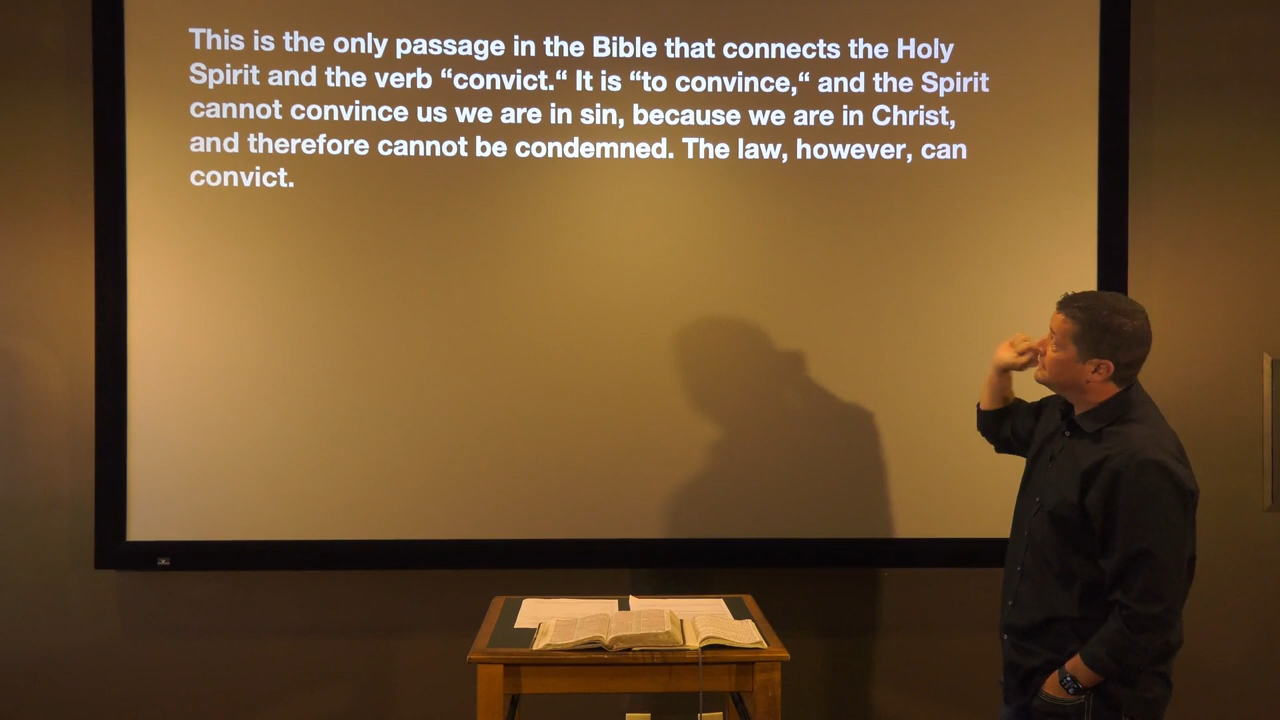 This is the only passage in the Bible that connects the Holy
Spirit and the verb “convict.“ It is “to convince,“ and the Spirit
cannot convince us we are in sin, because we are in Christ,
and therefore cannot be condemned. The law, however, can
convict.